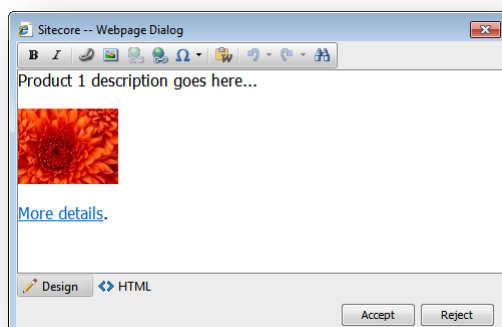 Sitecore -- Webpage Dialog
B I Ω W
Product 1 description goes here...
More details.
Design HTML
Accept Reject